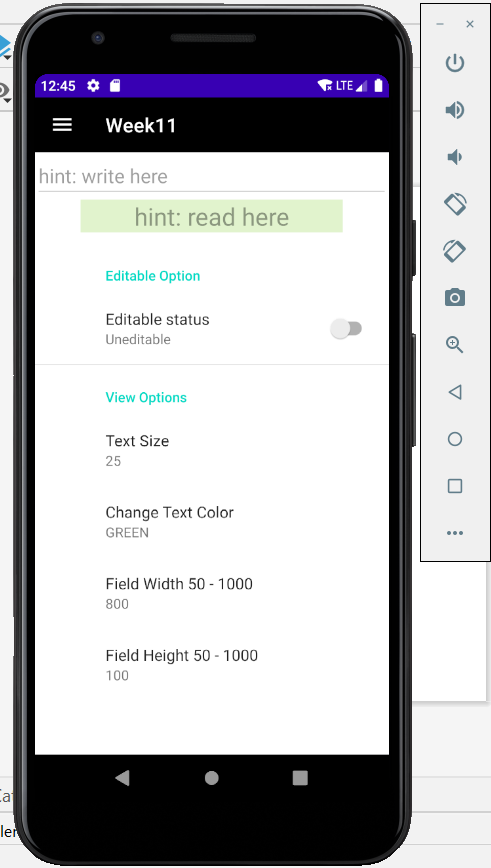 12:45 LTE
Week11
hint: write here
hint: read here
Editable Option
Editable status
Uneditable
View Options
Text Size
25
Change Text Color
GREEN
Field Width 50 - 1000
800
Field Height 50 - 1000
100